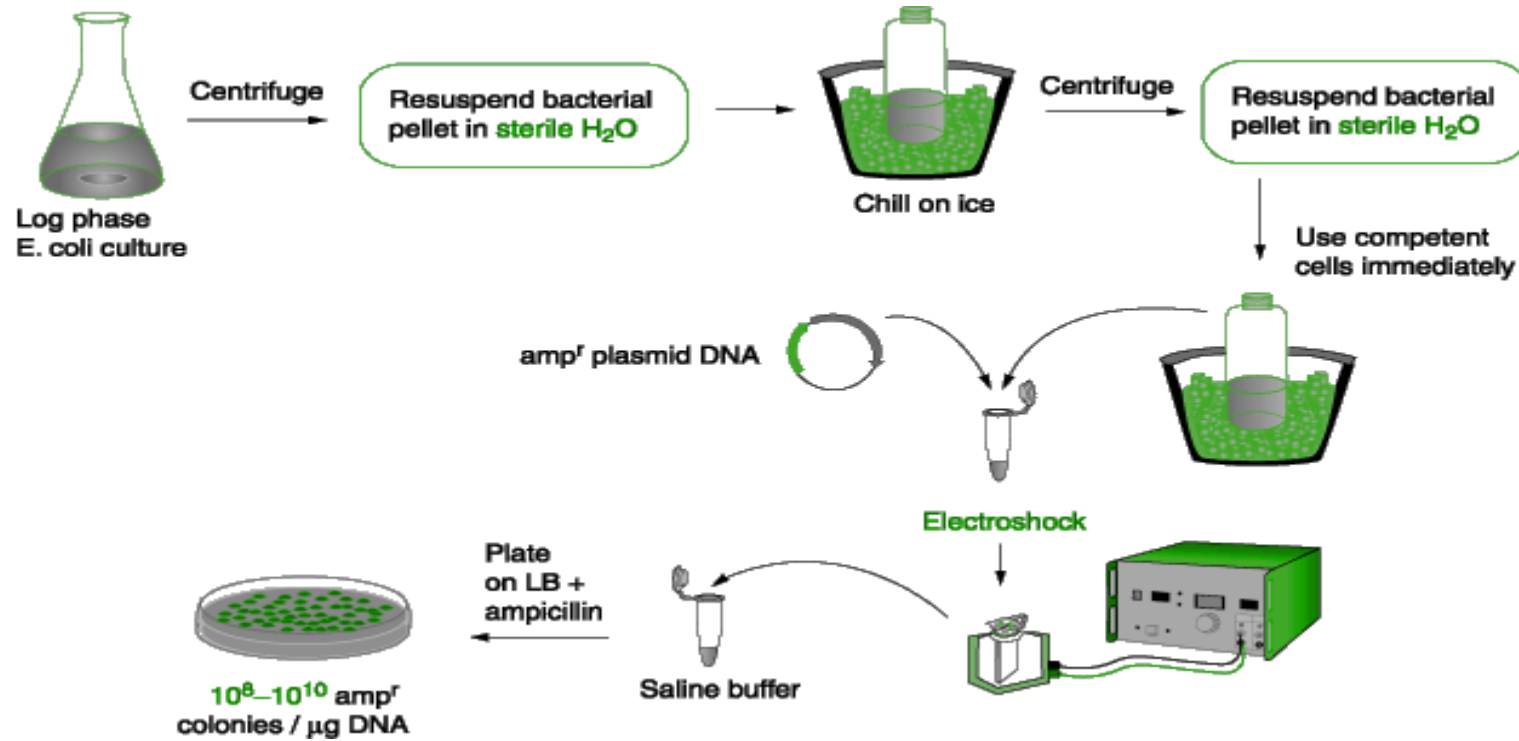 Centrifuge
Resuspend bacterial
pellet in sterile H₂O
Centrifuge
Resuspend bacterial
pellet in sterile H₂O
Chill on ice
Log phase
E. coli culture
Use competent
cells immediately
ampʳ plasmid DNA
Electroshock
Plate
on LB +
ampicillin
Saline buffer
10⁸–10¹⁰ ampʳ
colonies / μg DNA